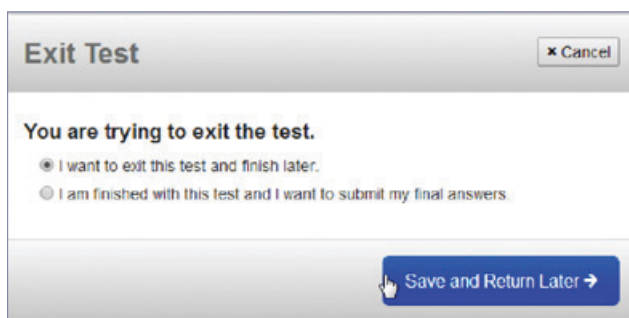 Exit Test
× Cancel
You are trying to exit the test.
I want to exit this test and finish later.
I am finished with this test and I want to submit my final answers.
Save and Return Later →